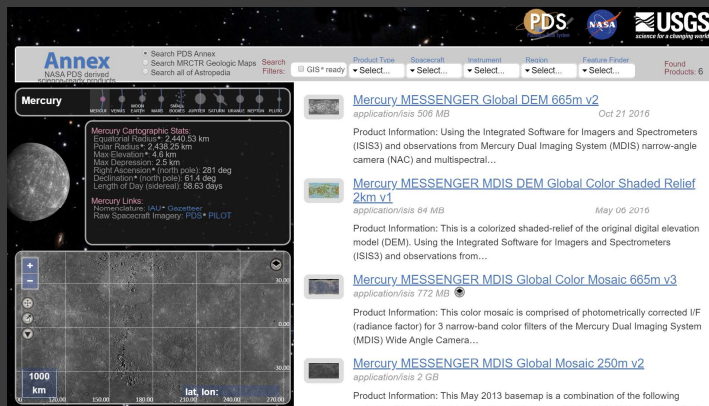 PDS
NASA
USGS
science for a changing world
Annex
NASA PDS derived
science-ready products
Search PDS Annex
Search MRCTR Geologic Maps
Search all of Astropedia
Search
Filters:
GIS* ready
Product Type
Select...
Spacecraft
Select...
Instrument
Select...
Region
Select...
Feature Finder
Select...
Found
Products: 6
Mercury
MERCURY VENUS MOON EARTH MARS SMALL BODIES JUPITER SATURN URANUS NEPTUN PLUTO
Mercury Cartographic Stats:
Equatorial Radius*: 2,440.53 km
Polar Radius*: 2,438.25 km
Max Elevation*: 4.6 km
Max Depression: 2.5 km
Right Ascension* (north pole): 281 deg
Declination* (north pole): 61.4 deg
Length of Day (sidereal): 58.63 days
Mercury Links:
Nomenclature: IAU* Gazetteer
Raw Spacecraft Imagery: PDS* PILOT
+
−
30.00
0.00
-30.00
1000
km
lat, lon:
120.00 150.00 180.00 210.00 240.00 270.00
Mercury MESSENGER Global DEM 665m v2
application/isis 506 MB Oct 21 2016
Product Information: Using the Integrated Software for Imagers and Spectrometers
(ISIS3) and observations from Mercury Dual Imaging System (MDIS) narrow-angle
camera (NAC) and multispectral…
Mercury MESSENGER MDIS DEM Global Color Shaded Relief
2km v1
application/isis 84 MB May 06 2016
Product Information: This is a colorized shaded-relief of the original digital elevation
model (DEM). Using the Integrated Software for Imagers and Spectrometers
(ISIS3) and observations from…
Mercury MESSENGER MDIS Global Color Mosaic 665m v3
application/isis 772 MB
Product Information: This color mosaic is comprised of photometrically corrected I/F
(radiance factor) for 3 narrow-band color filters of the Mercury Dual Imaging System
(MDIS) Wide Angle Camera…
Mercury MESSENGER MDIS Global Mosaic 250m v2
application/isis 2 GB
Product Information: This May 2013 basemap is a combination of the following